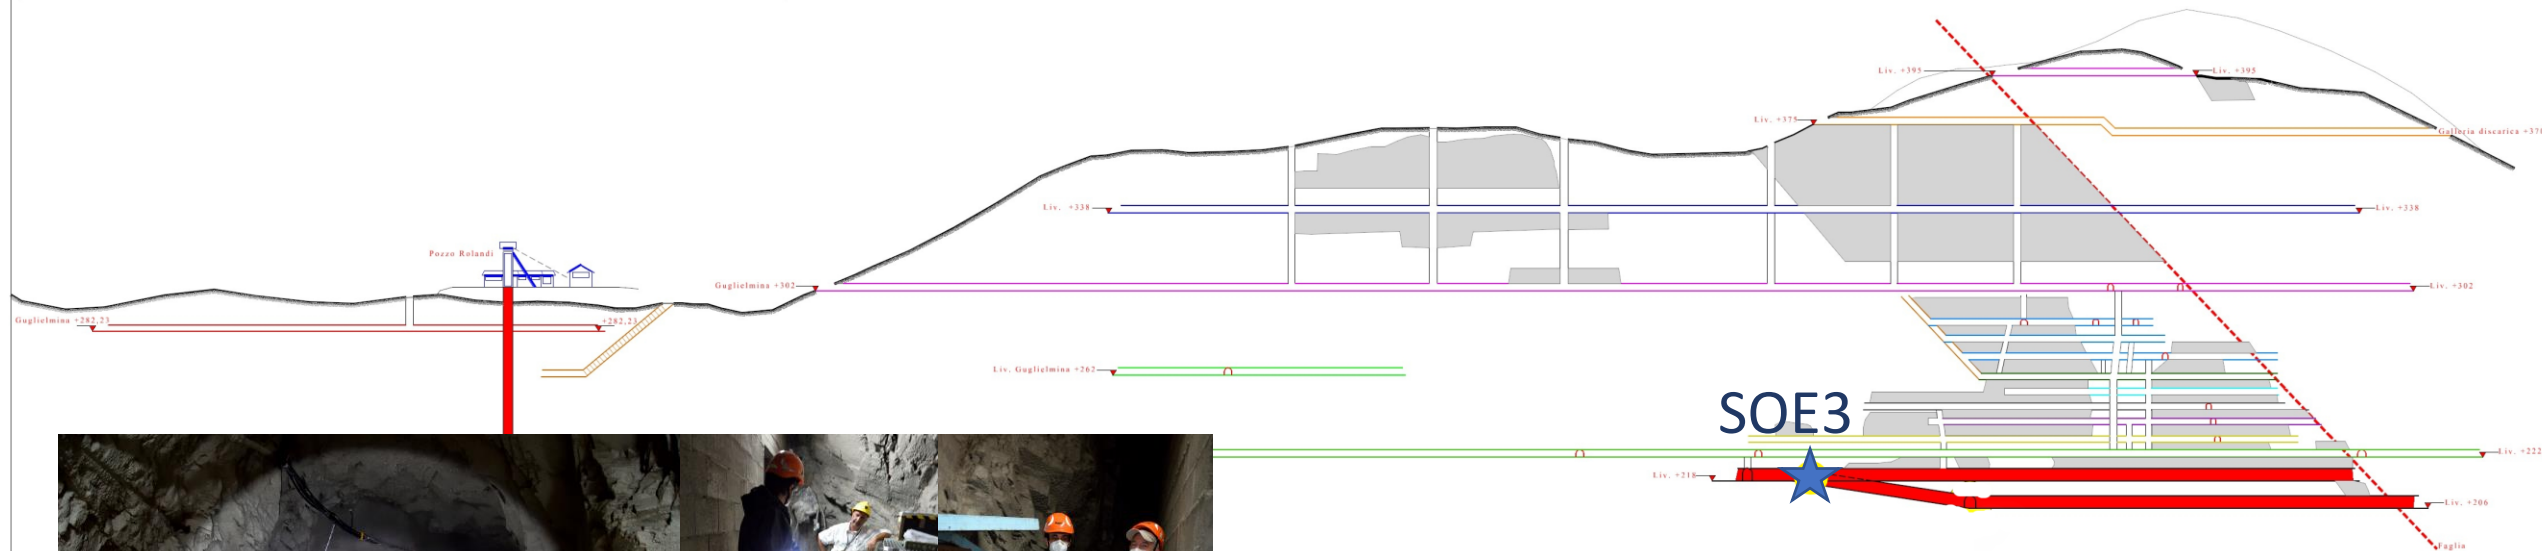 Liv. +395
Liv. +395
Liv. +375
Galleria discarica +370
Liv. +338
Liv. +338
Pozzo Rolandi
Guglielmina +302
Liv. +302
Guglielmina +282,23
+282,23
Liv. Guglielmina +262
SOE3
Liv. +222
Liv. +218
Liv. +206
Faglia